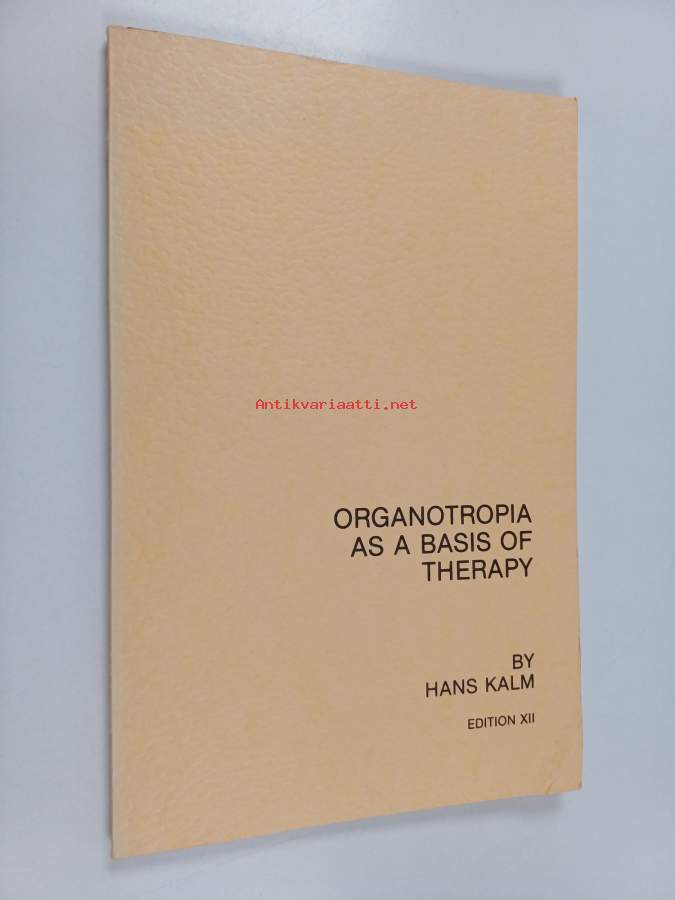 Antikvariaatti.net
ORGANOTROPIA
AS A BASIS OF
THERAPY
BY
HANS KALM
EDITION XII